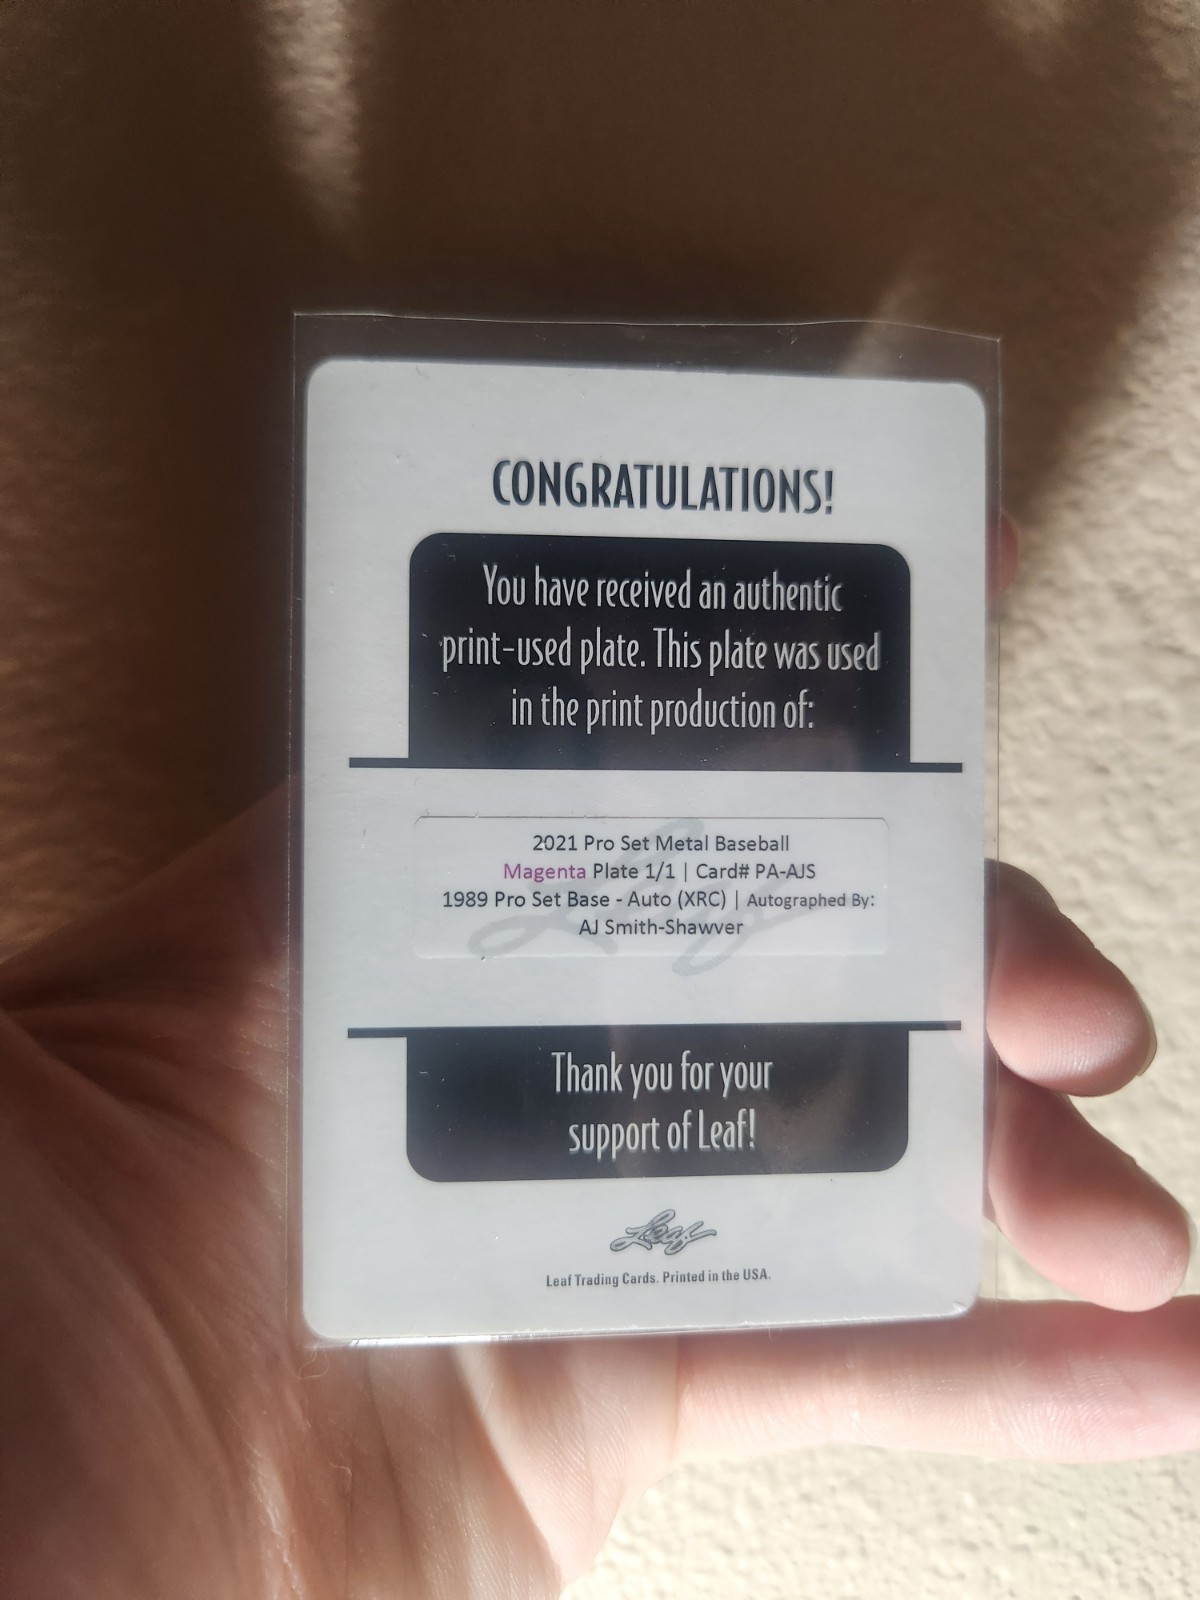 CONGRATULATIONS!
You have received an authentic
print-used plate. This plate was used
in the print production of:
2021 Pro Set Metal Baseball
Magenta Plate 1/1 | Card# PA-AJS
1989 Pro Set Base - Auto (XRC) | Autographed By:
AJ Smith-Shawver
Thank you for your
support of Leaf!
Leaf
Leaf Trading Cards. Printed in the USA.